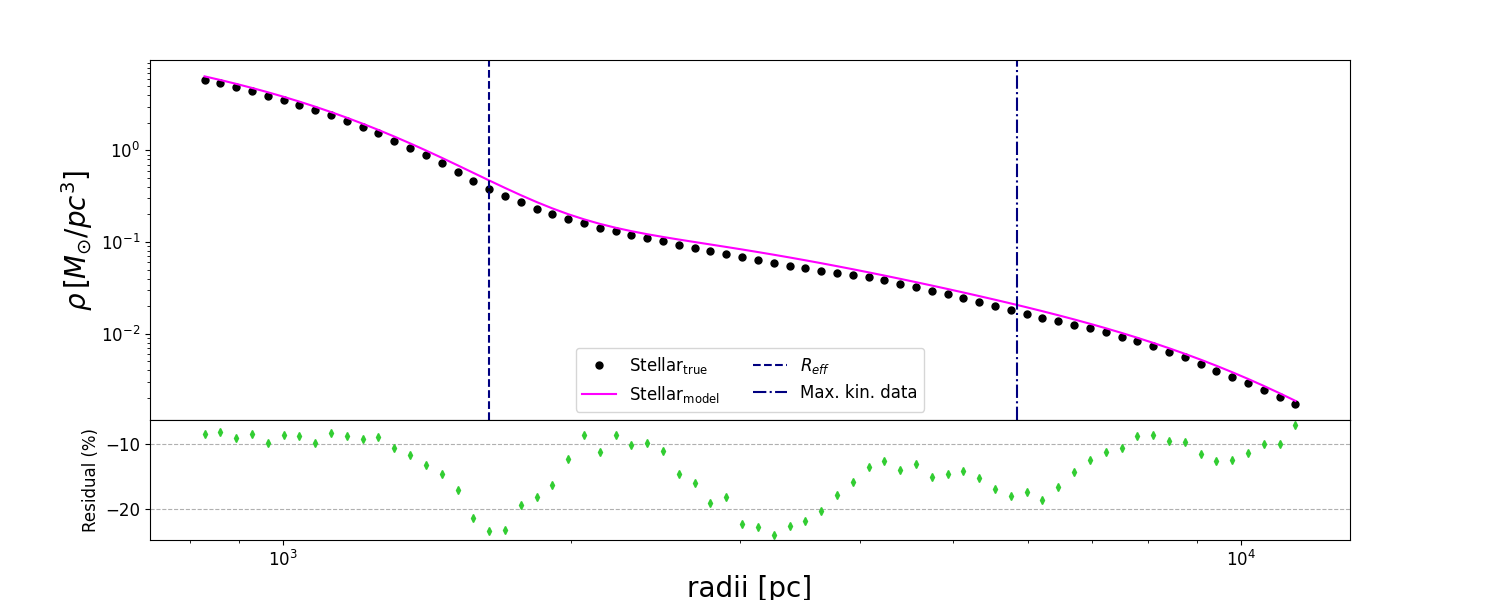 ρ [M⊙/pc³]
10⁰
10⁻¹
10⁻²
Stellar_true
Stellar_model
R_eff
Max. kin. data
Residual (%)
−10
−20
10³
10⁴
radii [pc]